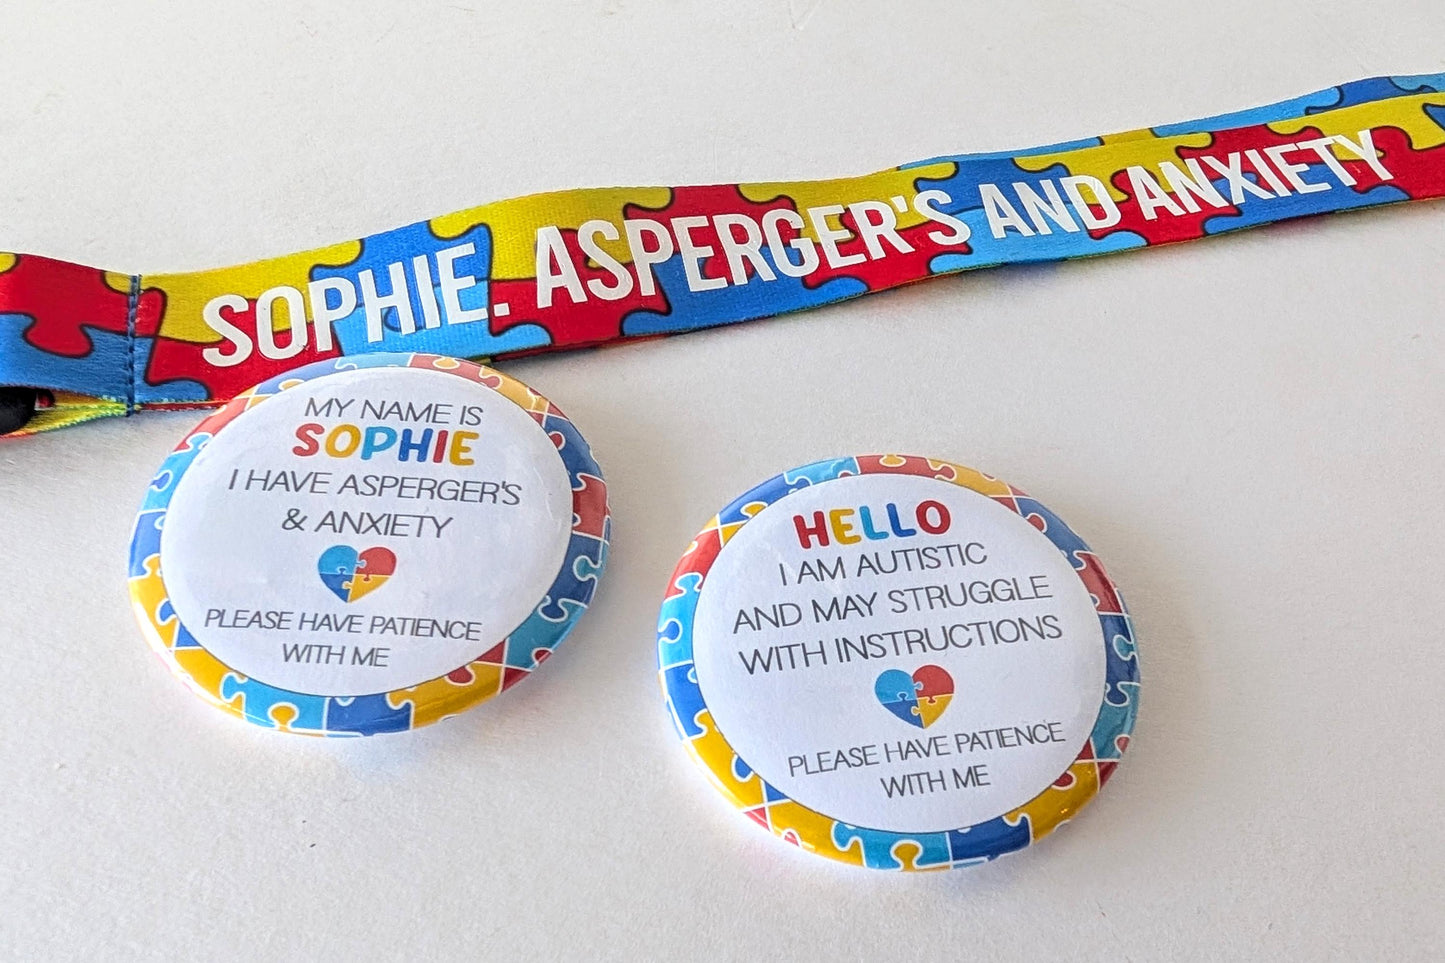 SOPHIE. ASPERGER'S AND ANXIETY
MY NAME IS
SOPHIE
I HAVE ASPERGER'S
& ANXIETY
PLEASE HAVE PATIENCE
WITH ME
HELLO
I AM AUTISTIC
AND MAY STRUGGLE
WITH INSTRUCTIONS
PLEASE HAVE PATIENCE
WITH ME